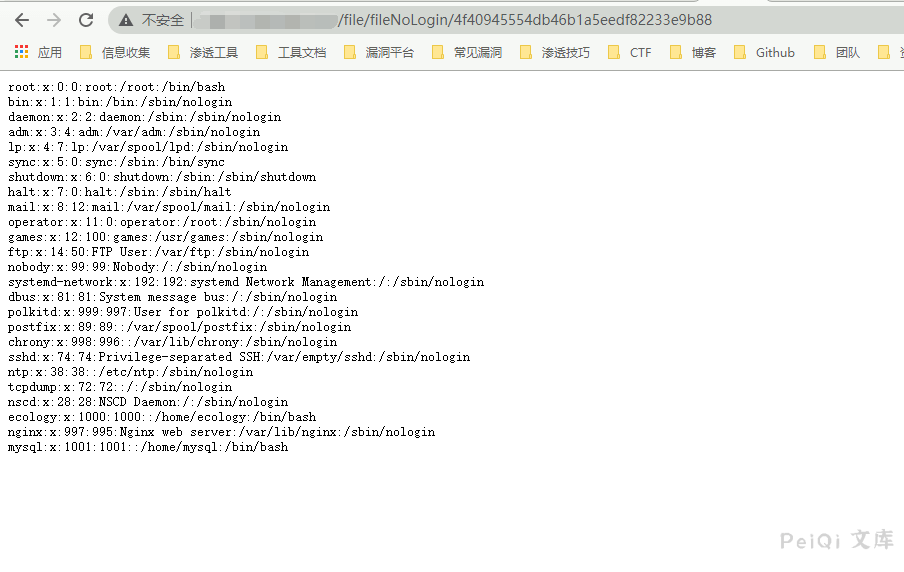 不安全 /file/fileNoLogin/4f40945554db46b1a5eedf82233e9b88
应用 信息收集 渗透工具 工具文档 漏洞平台 常见漏洞 渗透技巧 CTF 博客 Github 团队
root:x:0:0:root:/root:/bin/bash
bin:x:1:1:bin:/bin:/sbin/nologin
daemon:x:2:2:daemon:/sbin:/sbin/nologin
adm:x:3:4:adm:/var/adm:/sbin/nologin
lp:x:4:7:lp:/var/spool/lpd:/sbin/nologin
sync:x:5:0:sync:/sbin:/bin/sync
shutdown:x:6:0:shutdown:/sbin:/sbin/shutdown
halt:x:7:0:halt:/sbin:/sbin/halt
mail:x:8:12:mail:/var/spool/mail:/sbin/nologin
operator:x:11:0:operator:/root:/sbin/nologin
games:x:12:100:games:/usr/games:/sbin/nologin
ftp:x:14:50:FTP User:/var/ftp:/sbin/nologin
nobody:x:99:99:Nobody:/:/sbin/nologin
systemd-network:x:192:192:systemd Network Management:/:/sbin/nologin
dbus:x:81:81:System message bus:/:/sbin/nologin
polkitd:x:999:997:User for polkitd:/:/sbin/nologin
postfix:x:89:89::/var/spool/postfix:/sbin/nologin
chrony:x:998:996::/var/lib/chrony:/sbin/nologin
sshd:x:74:74:Privilege-separated SSH:/var/empty/sshd:/sbin/nologin
ntp:x:38:38::/etc/ntp:/sbin/nologin
tcpdump:x:72:72::/:/sbin/nologin
nscd:x:28:28:NSCD Daemon:/:/sbin/nologin
ecology:x:1000:1000::/home/ecology:/bin/bash
nginx:x:997:995:Nginx web server:/var/lib/nginx:/sbin/nologin
mysql:x:1001:1001::/home/mysql:/bin/bash
PeiQi 文库